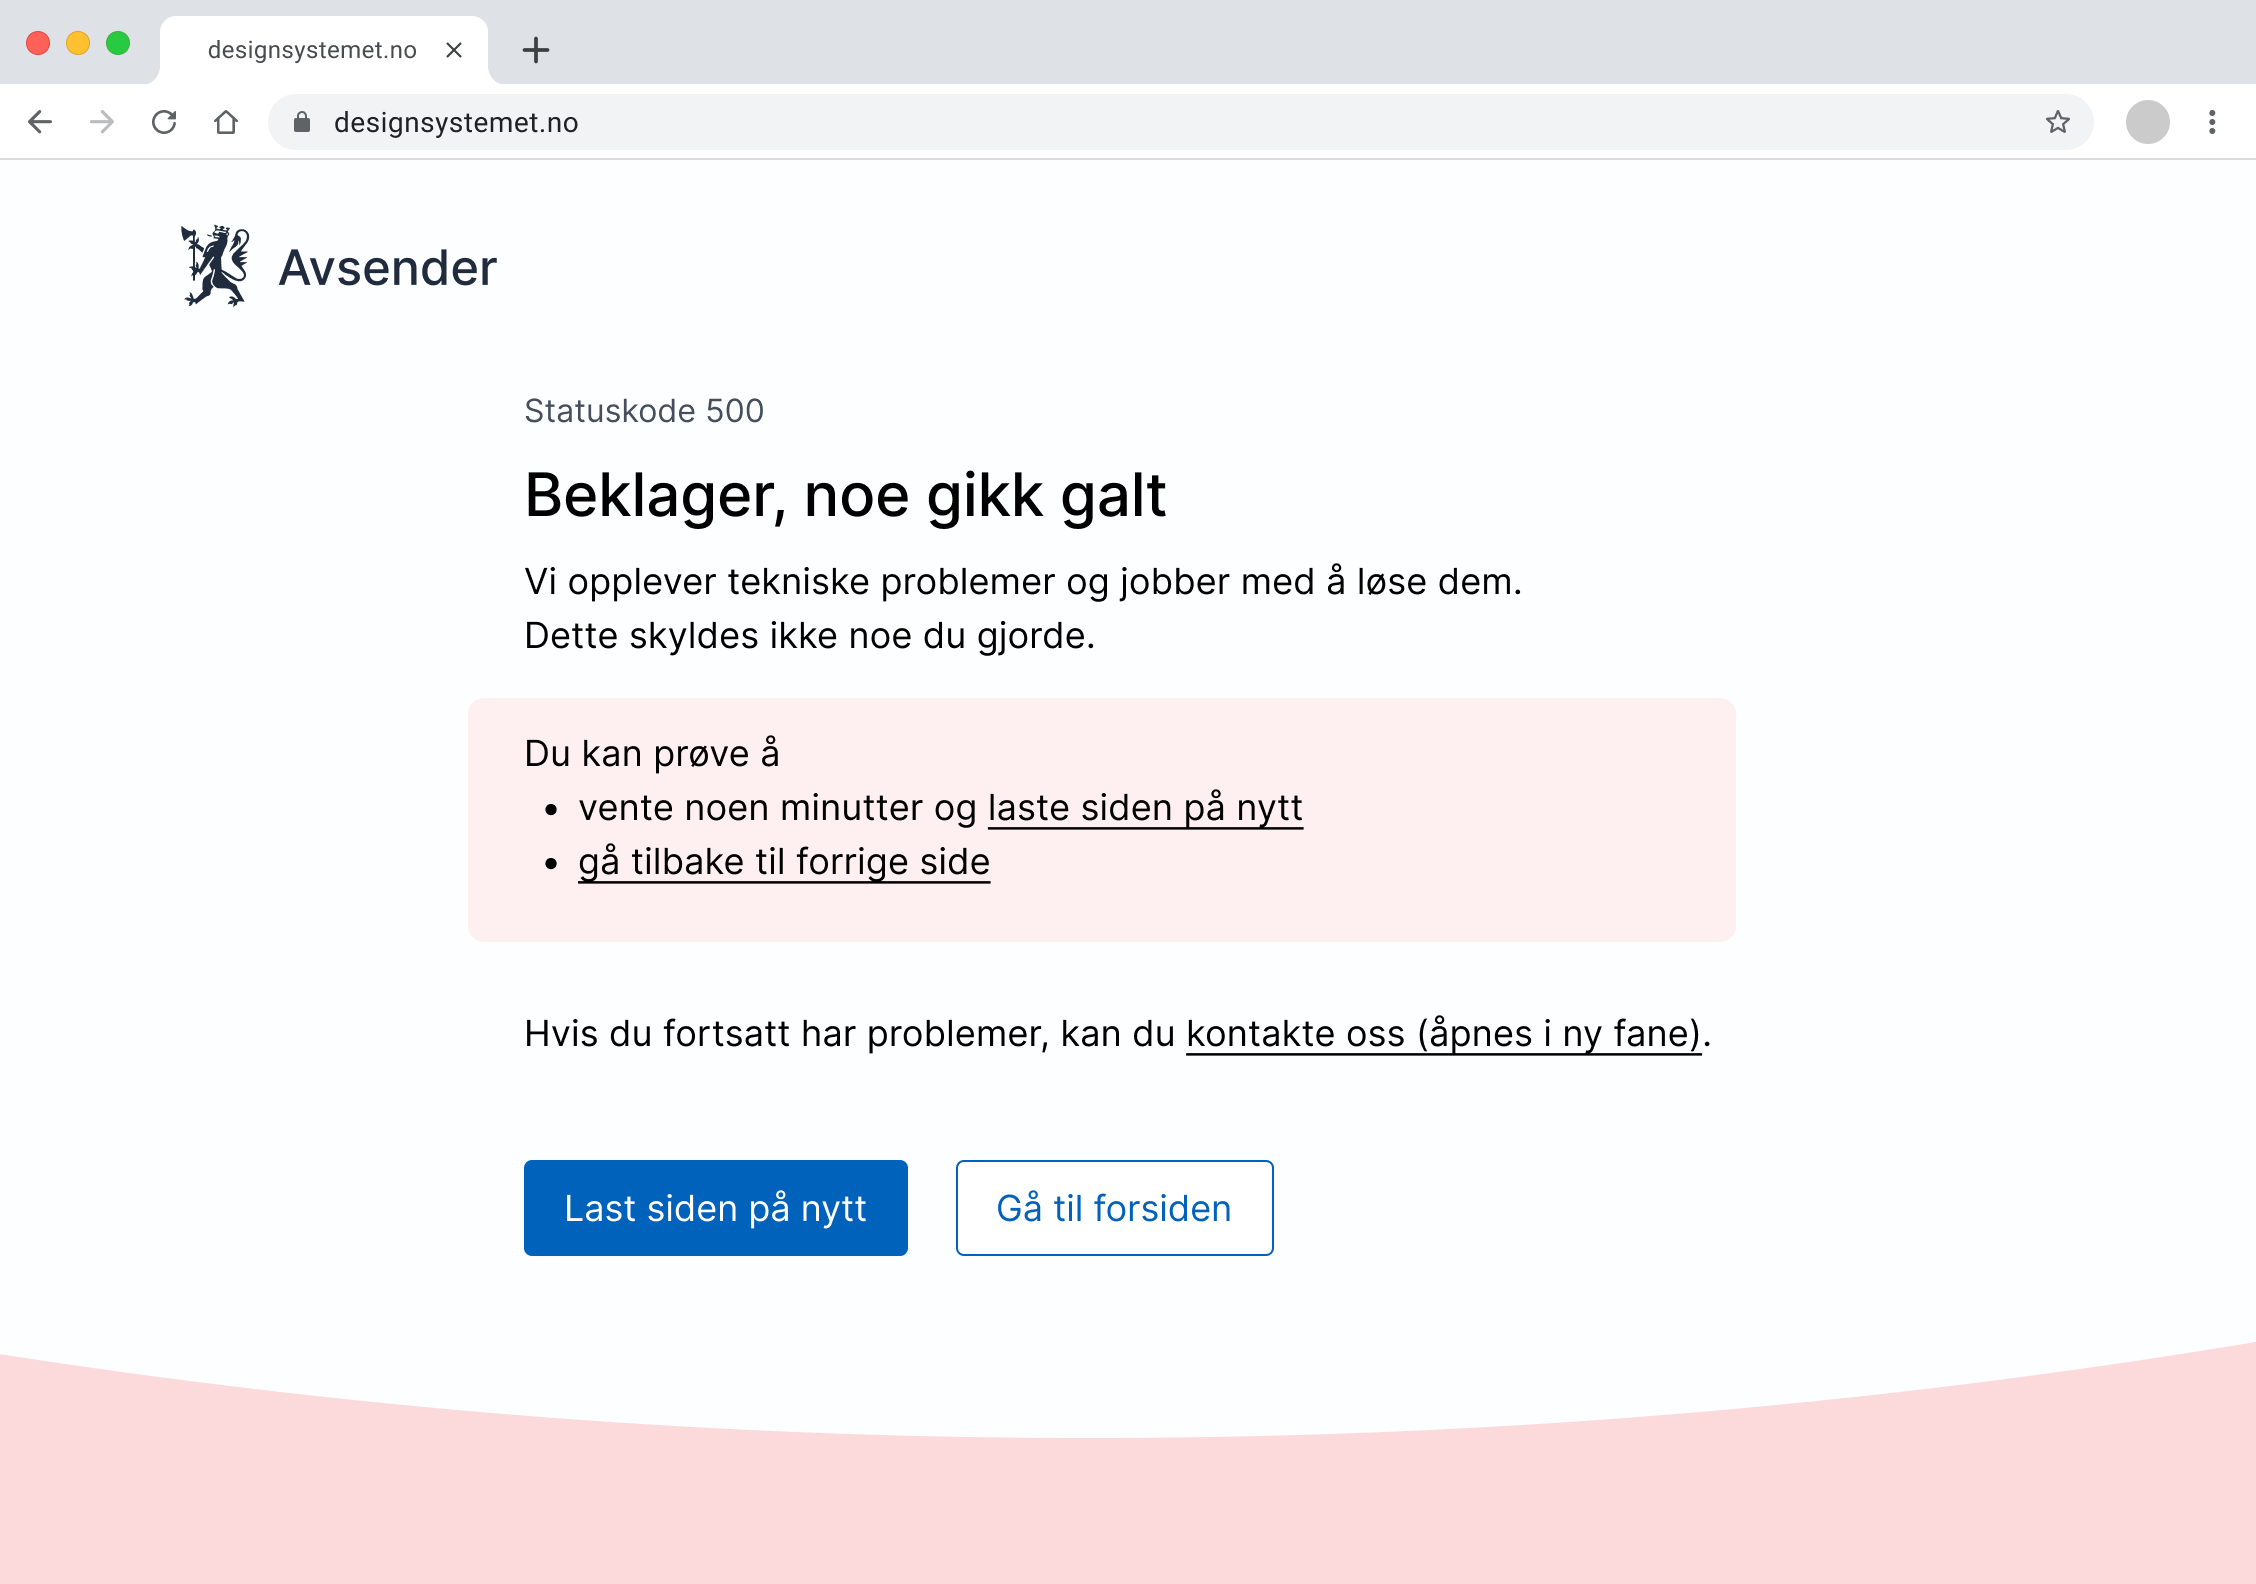 designsystemet.no
designsystemet.no
Avsender
Statuskode 500
Beklager, noe gikk galt
Vi opplever tekniske problemer og jobber med å løse dem.
Dette skyldes ikke noe du gjorde.
Du kan prøve å
• vente noen minutter og laste siden på nytt
• gå tilbake til forrige side
Hvis du fortsatt har problemer, kan du kontakte oss (åpnes i ny fane).
Last siden på nytt
Gå til forsiden